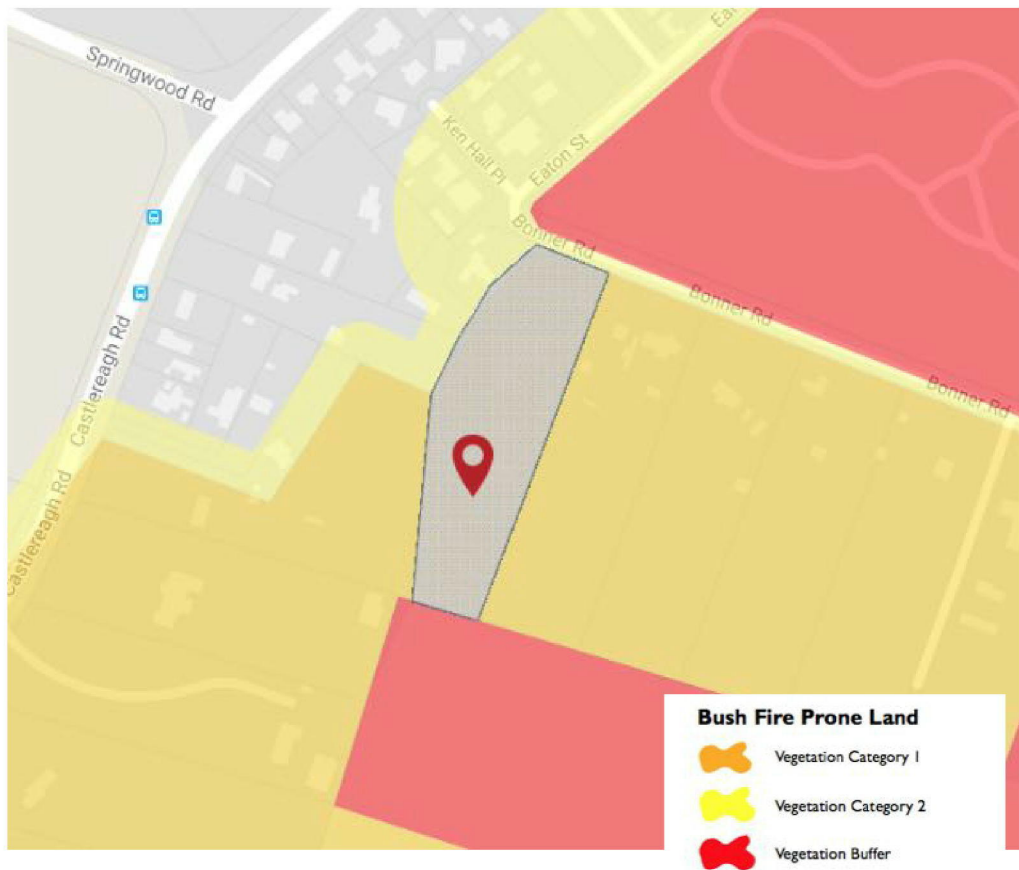 Springwood Rd
Ken Hall Pl
Eaton St
Bonner Rd
Bonner Rd
Bonner Rd
Castlereagh Rd
Castlereagh Rd
Bush Fire Prone Land
Vegetation Category 1
Vegetation Category 2
Vegetation Buffer